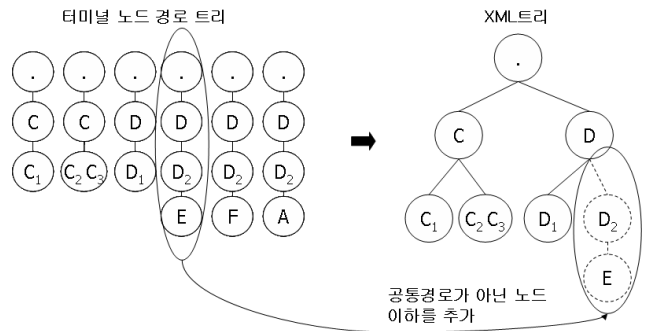 터미널 노드 경로 트리
XML트리
. . . . . .
.
C C D D D D
C D
C₁ C₂ C₃ D₁ D₂ D₂ D₂
C₁ C₂ C₃ D₁ D₂
E F A
E
공통경로가 아닌 노드
이하를 추가